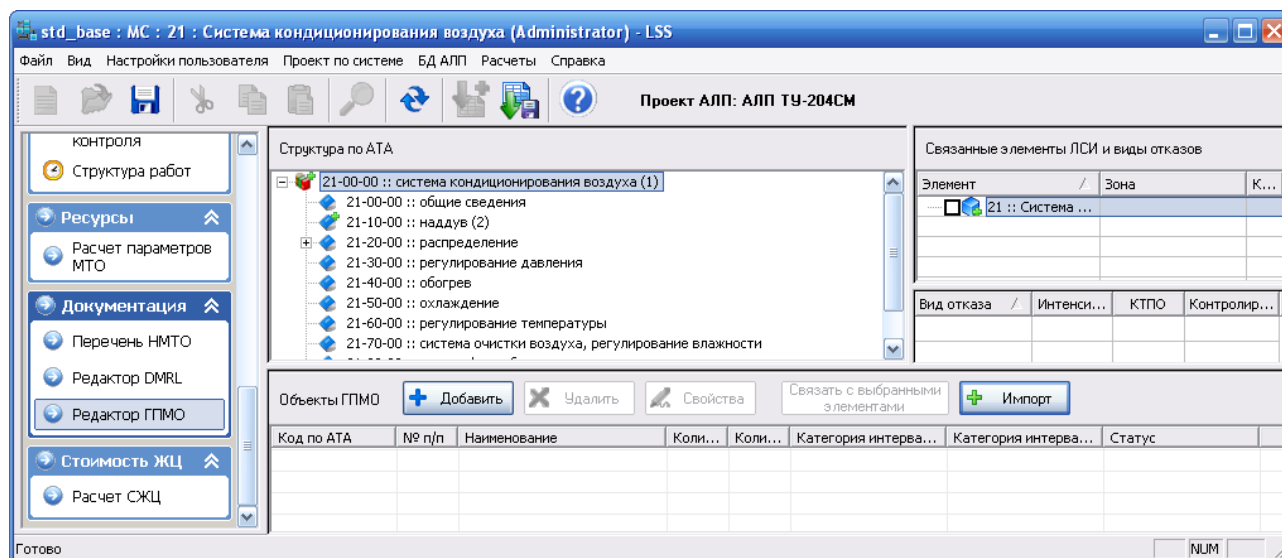 std_base : МС : 21 : Система кондиционирования воздуха (Administrator) - LSS
Файл Вид Настройки пользователя Проект по системе БД АЛП Расчеты Справка
Проект АЛП: АЛП ТУ-204СМ
контроля
Структура работ
Ресурсы
Расчет параметров
МТО
Документация
Перечень НМТО
Редактор DMRL
Редактор ГПМО
Стоимость ЖЦ
Расчет СЖЦ
Структура по АТА
21-00-00 :: система кондиционирования воздуха (1)
21-00-00 :: общие сведения
21-10-00 :: наддув (2)
21-20-00 :: распределение
21-30-00 :: регулирование давления
21-40-00 :: обогрев
21-50-00 :: охлаждение
21-60-00 :: регулирование температуры
21-70-00 :: система очистки воздуха, регулирование влажности
Связанные элементы ЛСИ и виды отказов
Элемент Зона К...
21 :: Система ...
Вид отказа Интенси... КТПО Контролир...
Объекты ГПМО Добавить Удалить Свойства Связать с выбранными
элементами Импорт
Код по АТА № п/п Наименование Коли... Коли... Категория интерва... Категория интерва... Статус
Готово NUM